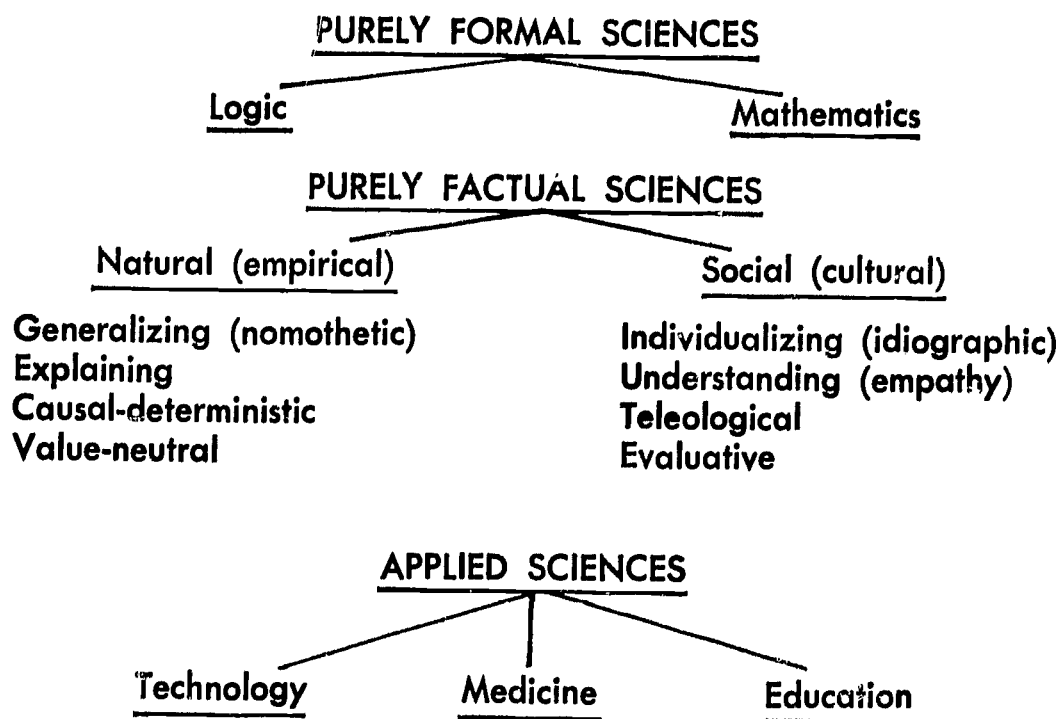 PURELY FORMAL SCIENCES
Logic
Mathematics
PURELY FACTUAL SCIENCES
Natural (empirical)
Generalizing (nomothetic)
Explaining
Causal-deterministic
Value-neutral
Social (cultural)
Individualizing (idiographic)
Understanding (empathy)
Teleological
Evaluative
APPLIED SCIENCES
Technology
Medicine
Education